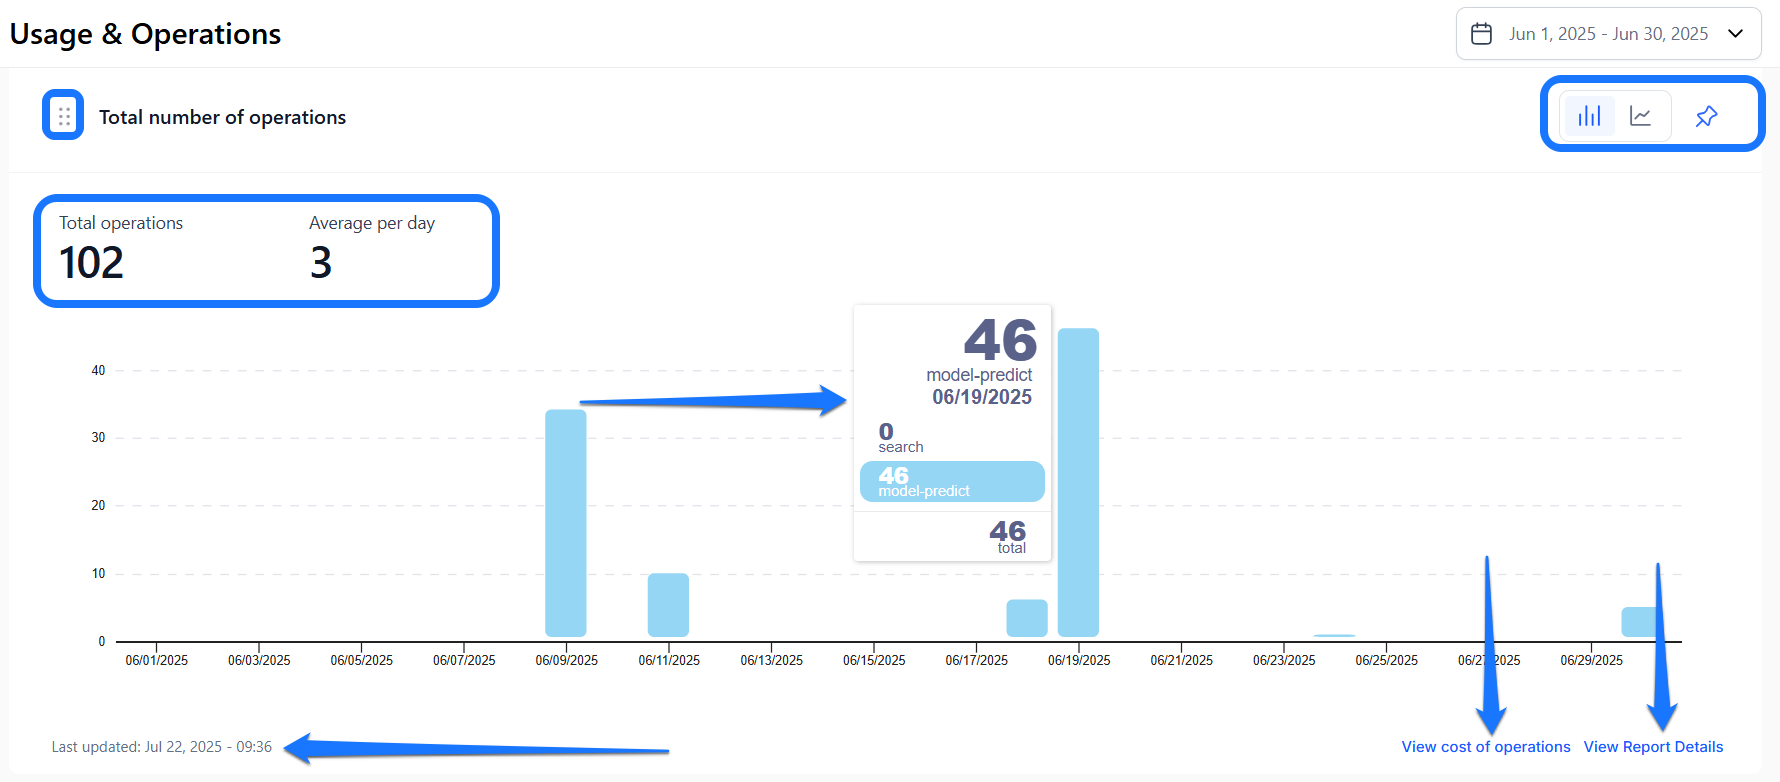 Usage & Operations
Jun 1, 2025 - Jun 30, 2025
Total number of operations
Total operations
Average per day
102
3
46
model-predict
06/19/2025
0
search
46
model-predict
46
total
40
30
20
10
0
06/01/2025 06/03/2025 06/05/2025 06/07/2025 06/09/2025 06/11/2025 06/13/2025 06/15/2025 06/17/2025 06/19/2025 06/21/2025 06/23/2025 06/25/2025 06/27/2025 06/29/2025
Last updated: Jul 22, 2025 - 09:36
View cost of operations
View Report Details